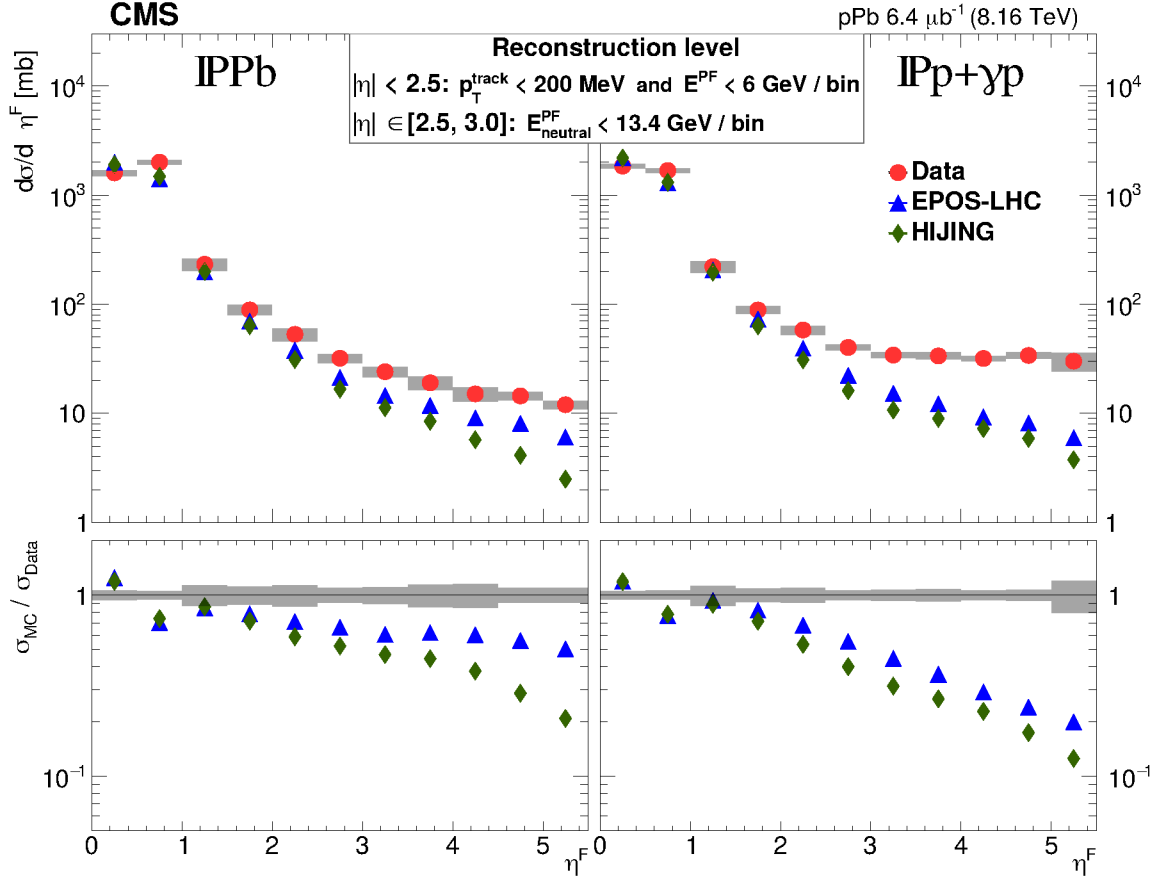 CMS
pPb 6.4 μb⁻¹ (8.16 TeV)
Reconstruction level
|η| < 2.5: p_T^track < 200 MeV and E^PF < 6 GeV / bin
|η| ∈ [2.5, 3.0]: E_neutral^PF < 13.4 GeV / bin
IPPb
IPp+γp
Data
EPOS-LHC
HIJING
dσ/d η^F [mb]
10⁴
10³
10²
10
1
10⁴
10³
10²
10
1
σ_MC / σ_Data
1
10⁻¹
1
10⁻¹
0 1 2 3 4 5
η^F
0 1 2 3 4 5
η^F